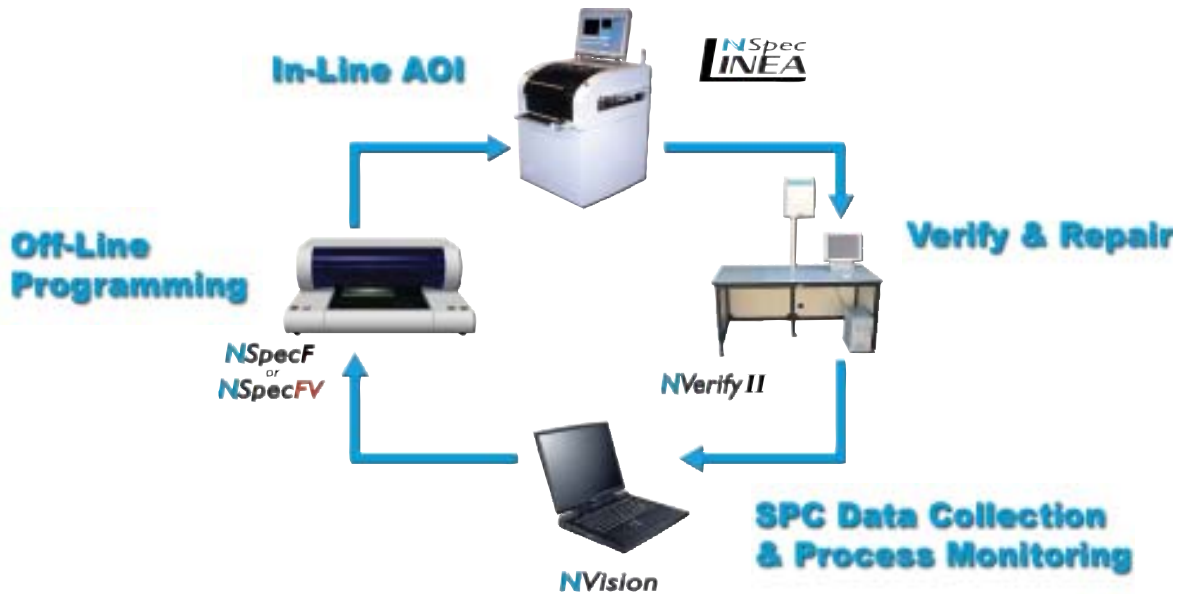 In-Line AOI
NSpec
LINEA
Verify & Repair
Off-Line
Programming
NSpecF
or
NSpecFV
NVerify II
SPC Data Collection
& Process Monitoring
NVision